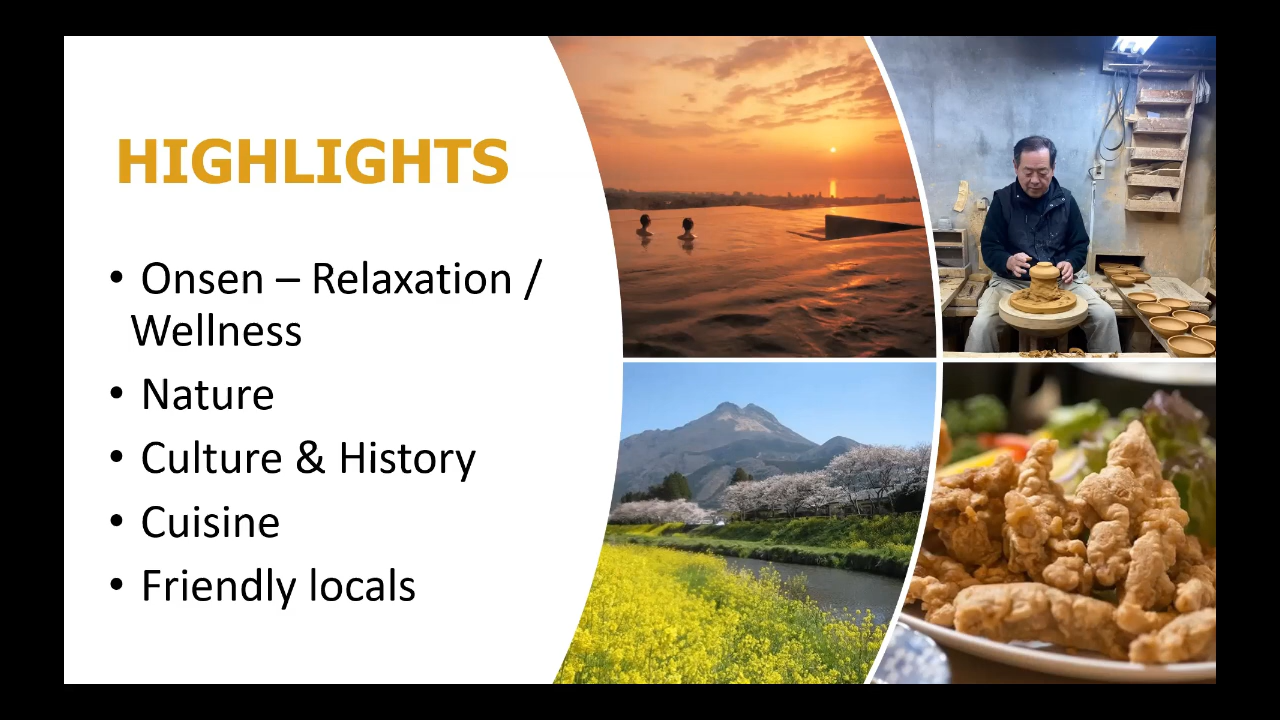 HIGHLIGHTS
• Onsen – Relaxation /
Wellness
• Nature
• Culture & History
• Cuisine
• Friendly locals